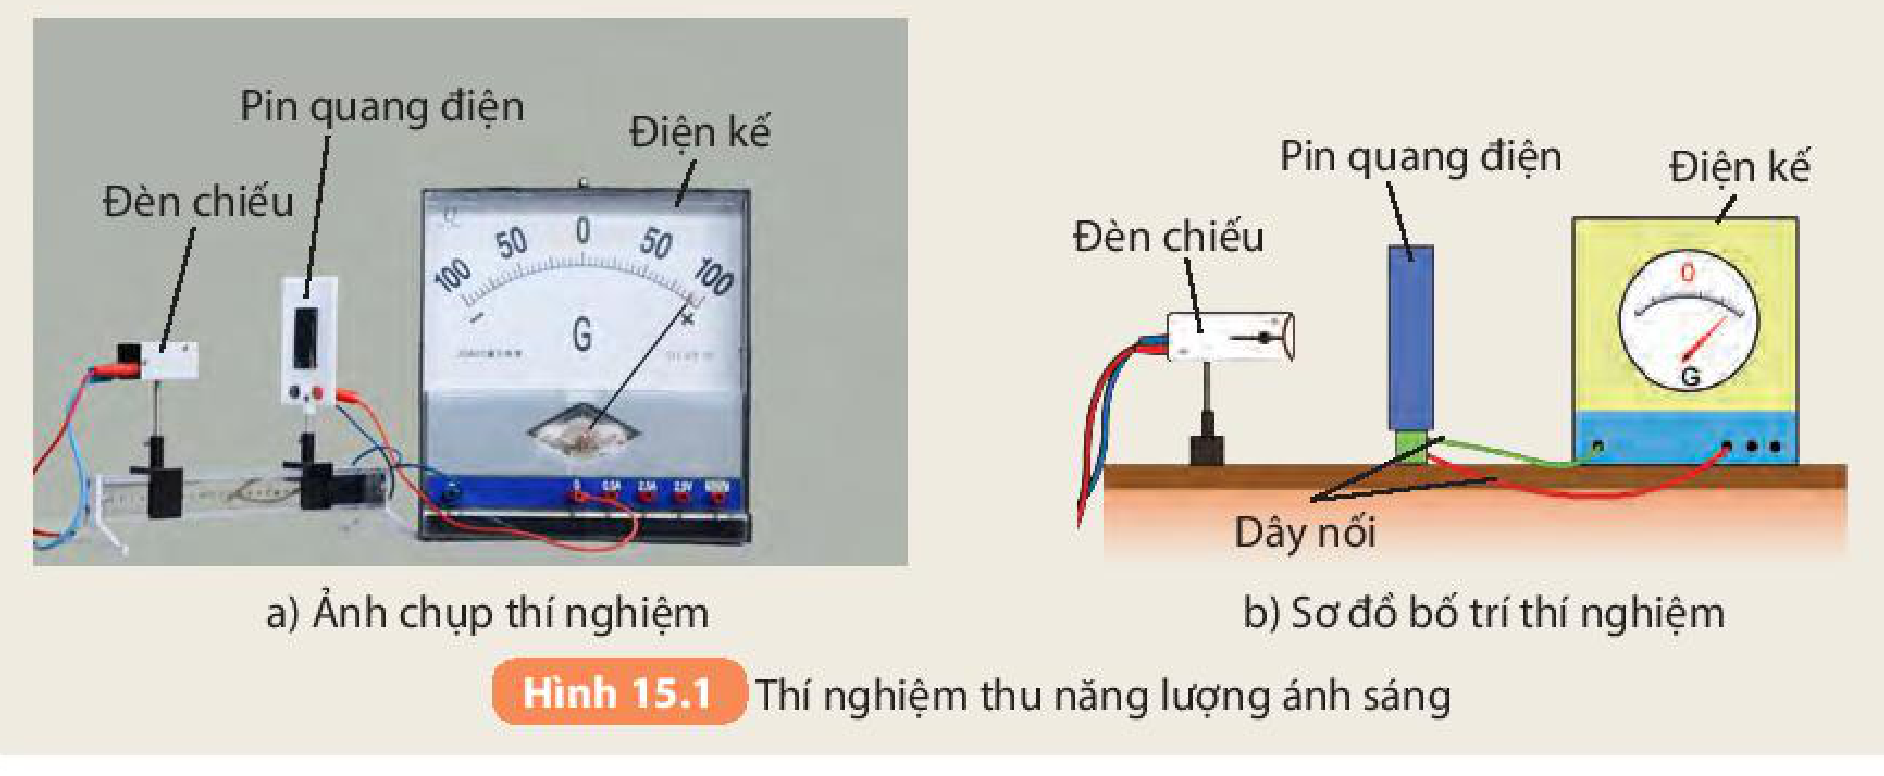 Pin quang điện
Điện kế
Đèn chiếu
100 50 0 50 100
- +
G
0
Pin quang điện
Điện kế
Đèn chiếu
0
G
Dây nối
a) Ảnh chụp thí nghiệm
b) Sơ đồ bố trí thí nghiệm
Hình 15.1 Thí nghiệm thu năng lượng ánh sáng